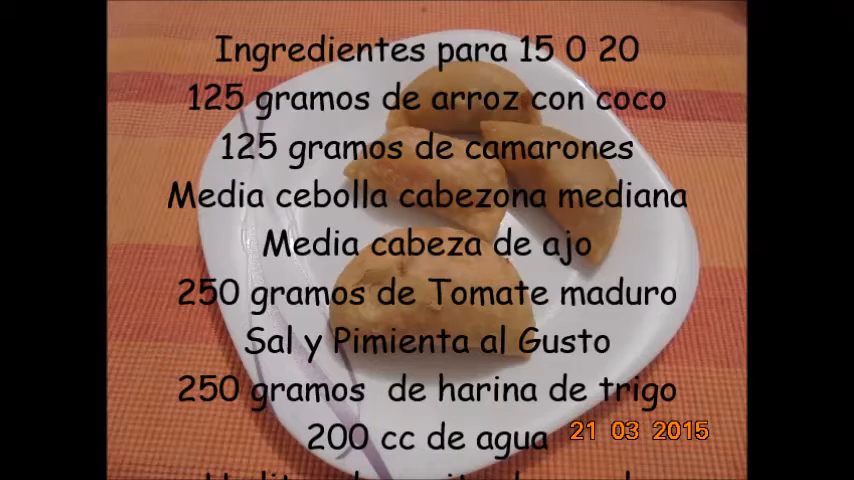 Ingredientes para 15 0 20
125 gramos de arroz con coco
125 gramos de camarones
Media cebolla cabezona mediana
Media cabeza de ajo
250 gramos de Tomate maduro
Sal y Pimienta al Gusto
250 gramos  de harina de trigo
200 cc de agua
21 03 2015